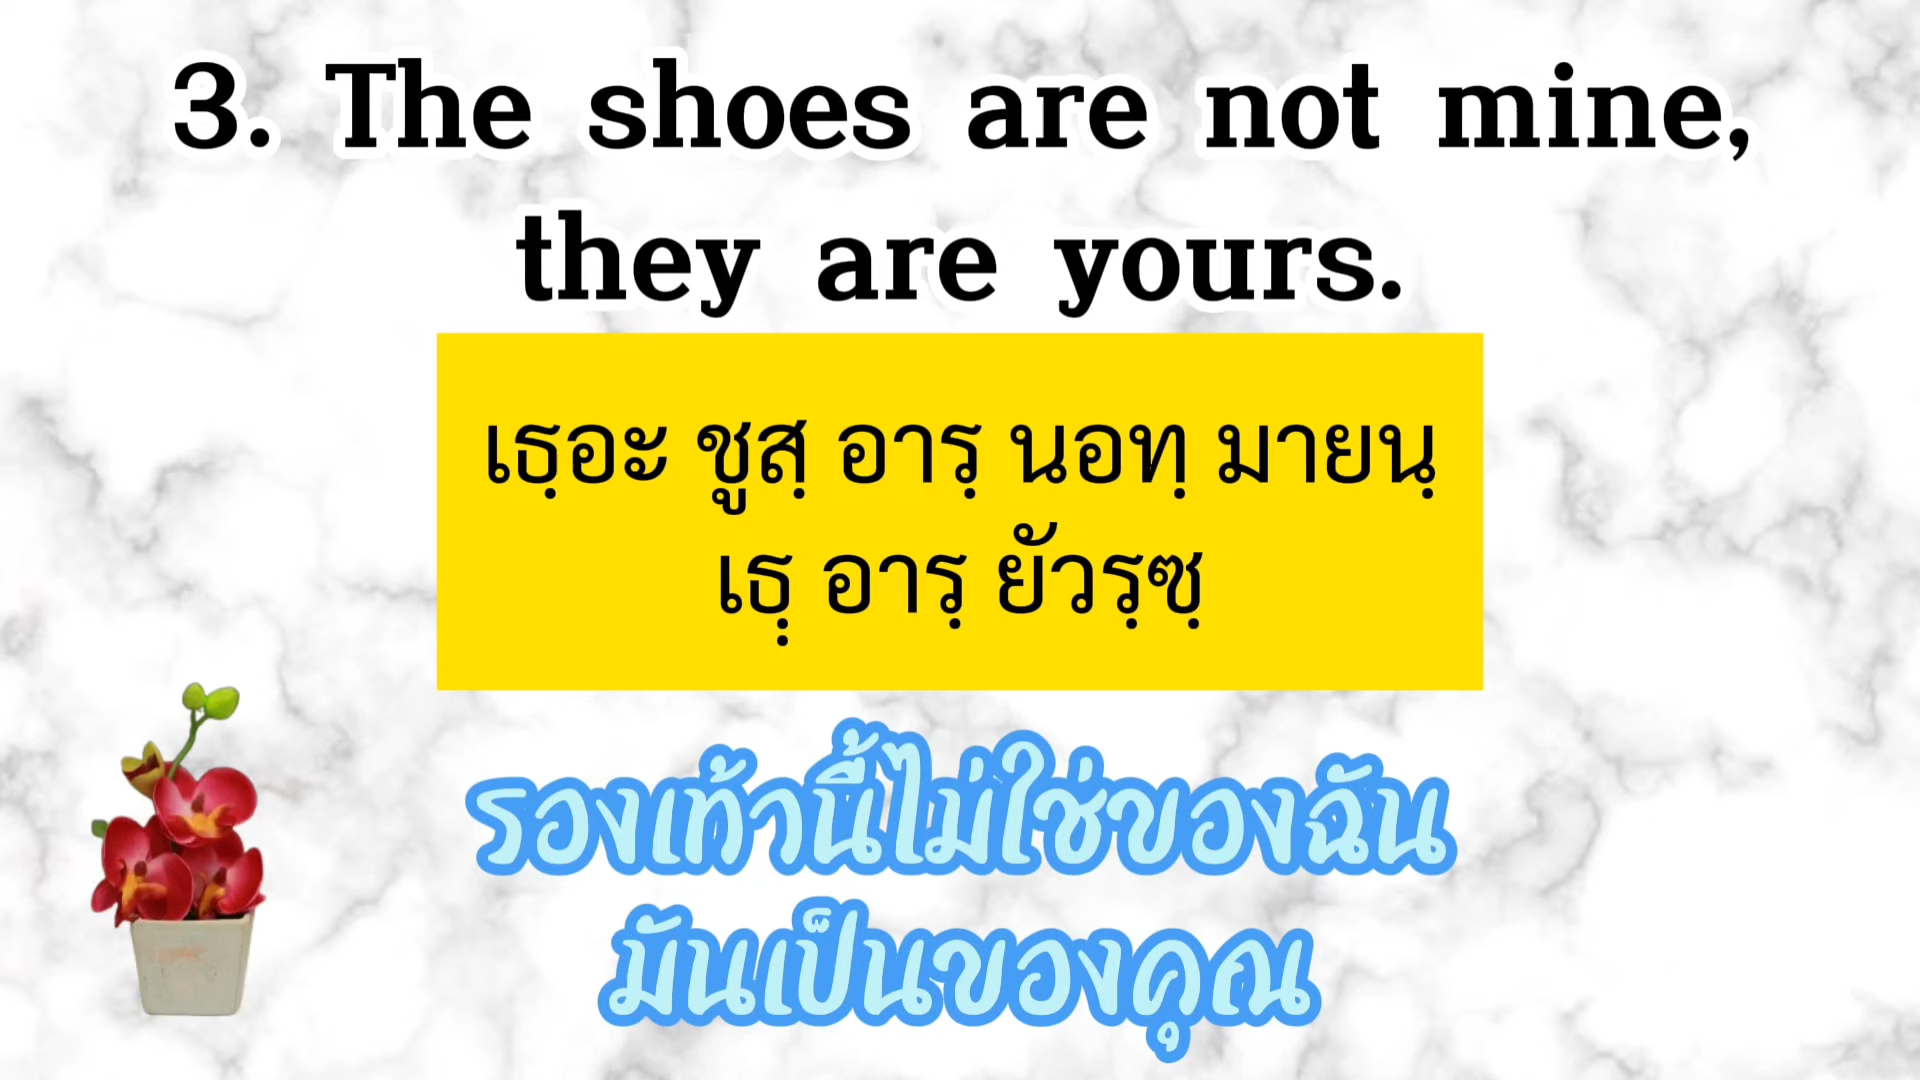 3. The shoes are not mine,
they are yours.
เธฺอะ ชูสฺ อารฺ นอทฺ มายนฺ
เธฺุ อารฺ ยัวรฺซฺ
รองเท้านี้ไม่ใช่ของฉัน
มันเป็นของคุณ